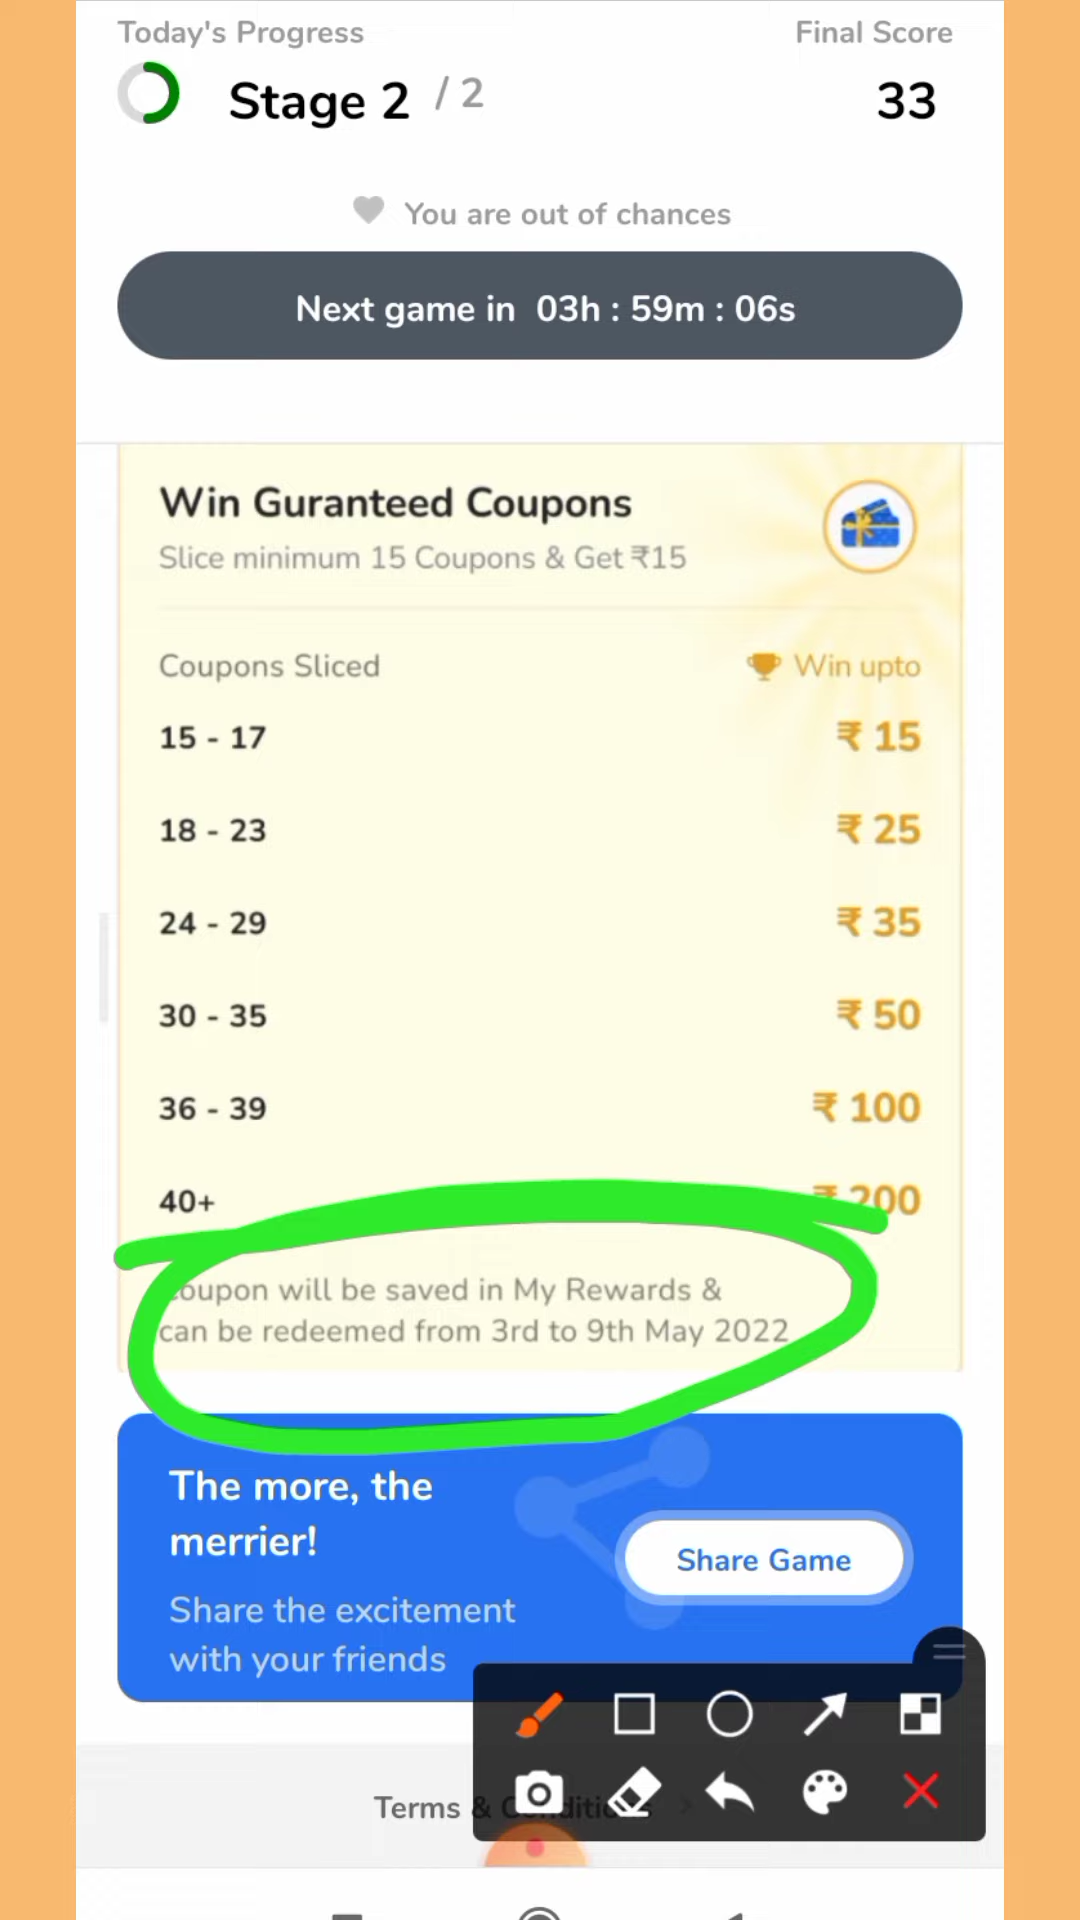 Today's Progress
Final Score
Stage 2 / 2
33
You are out of chances
Next game in 03h : 59m : 06s
Win Guranteed Coupons
Slice minimum 15 Coupons & Get ₹15
Coupons Sliced
Win upto
15 - 17
₹ 15
18 - 23
₹ 25
24 - 29
₹ 35
30 - 35
₹ 50
36 - 39
₹ 100
40+
₹ 200
Coupon will be saved in My Rewards &
can be redeemed from 3rd to 9th May 2022
The more, the
merrier!
Share Game
Share the excitement
with your friends
Terms & Conditions